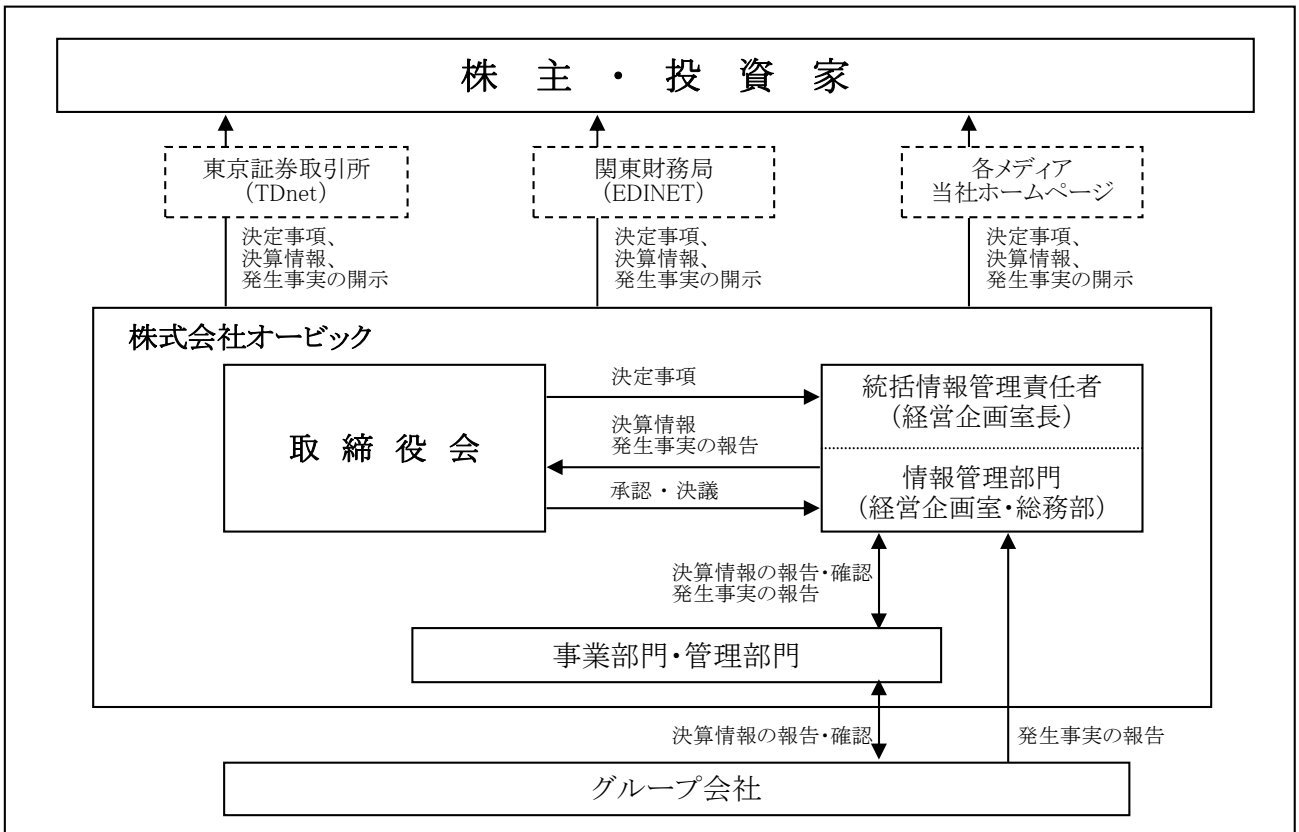 株 主 ・ 投 資 家
東京証券取引所
(TDnet)
関東財務局
(EDINET)
各メディア
当社ホームページ
決定事項、
決算情報、
発生事実の開示
決定事項、
決算情報、
発生事実の開示
決定事項、
決算情報、
発生事実の開示
株式会社オービック
取 締 役 会
決定事項
決算情報
発生事実の報告
承認・決議
統括情報管理責任者
(経営企画室長)
情報管理部門
(経営企画室・総務部)
決算情報の報告・確認
発生事実の報告
事業部門・管理部門
決算情報の報告・確認
発生事実の報告
グループ会社